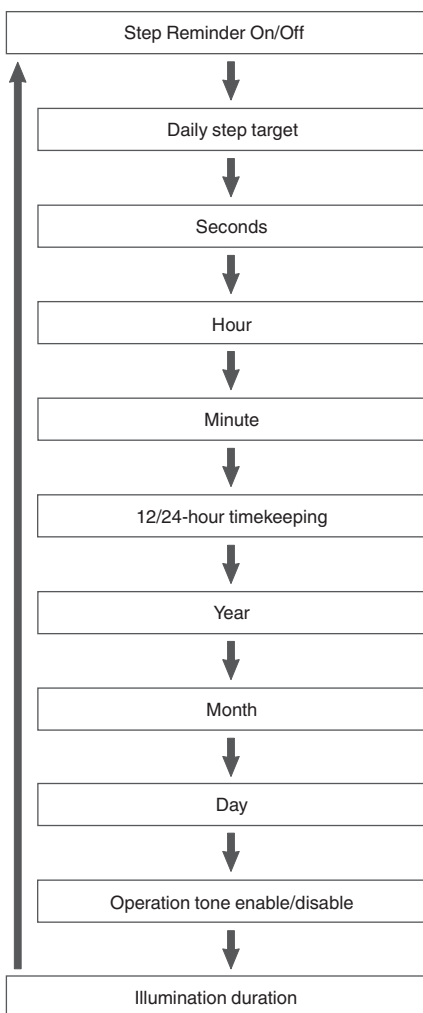 Step Reminder On/Off
Daily step target
Seconds
Hour
Minute
12/24-hour timekeeping
Year
Month
Day
Operation tone enable/disable
Illumination duration